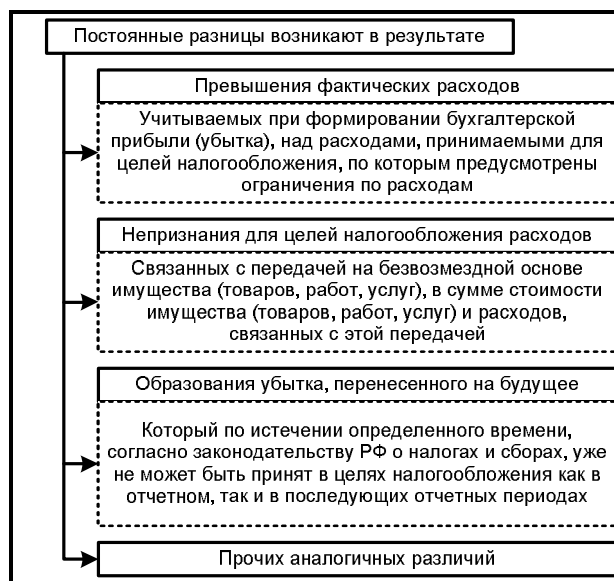 Постоянные разницы возникают в результате
Превышения фактических расходов
Учитываемых при формировании бухгалтерской
прибыли (убытка), над расходами, принимаемыми для
целей налогообложения, по которым предусмотрены
ограничения по расходам
Непризнания для целей налогообложения расходов
Связанных с передачей на безвозмездной основе
имущества (товаров, работ, услуг), в сумме стоимости
имущества (товаров, работ, услуг) и расходов,
связанных с этой передачей
Образования убытка, перенесенного на будущее
Который по истечении определенного времени,
согласно законодательству РФ о налогах и сборах, уже
не может быть принят в целях налогообложения как в
отчетном, так и в последующих отчетных периодах
Прочих аналогичных различий